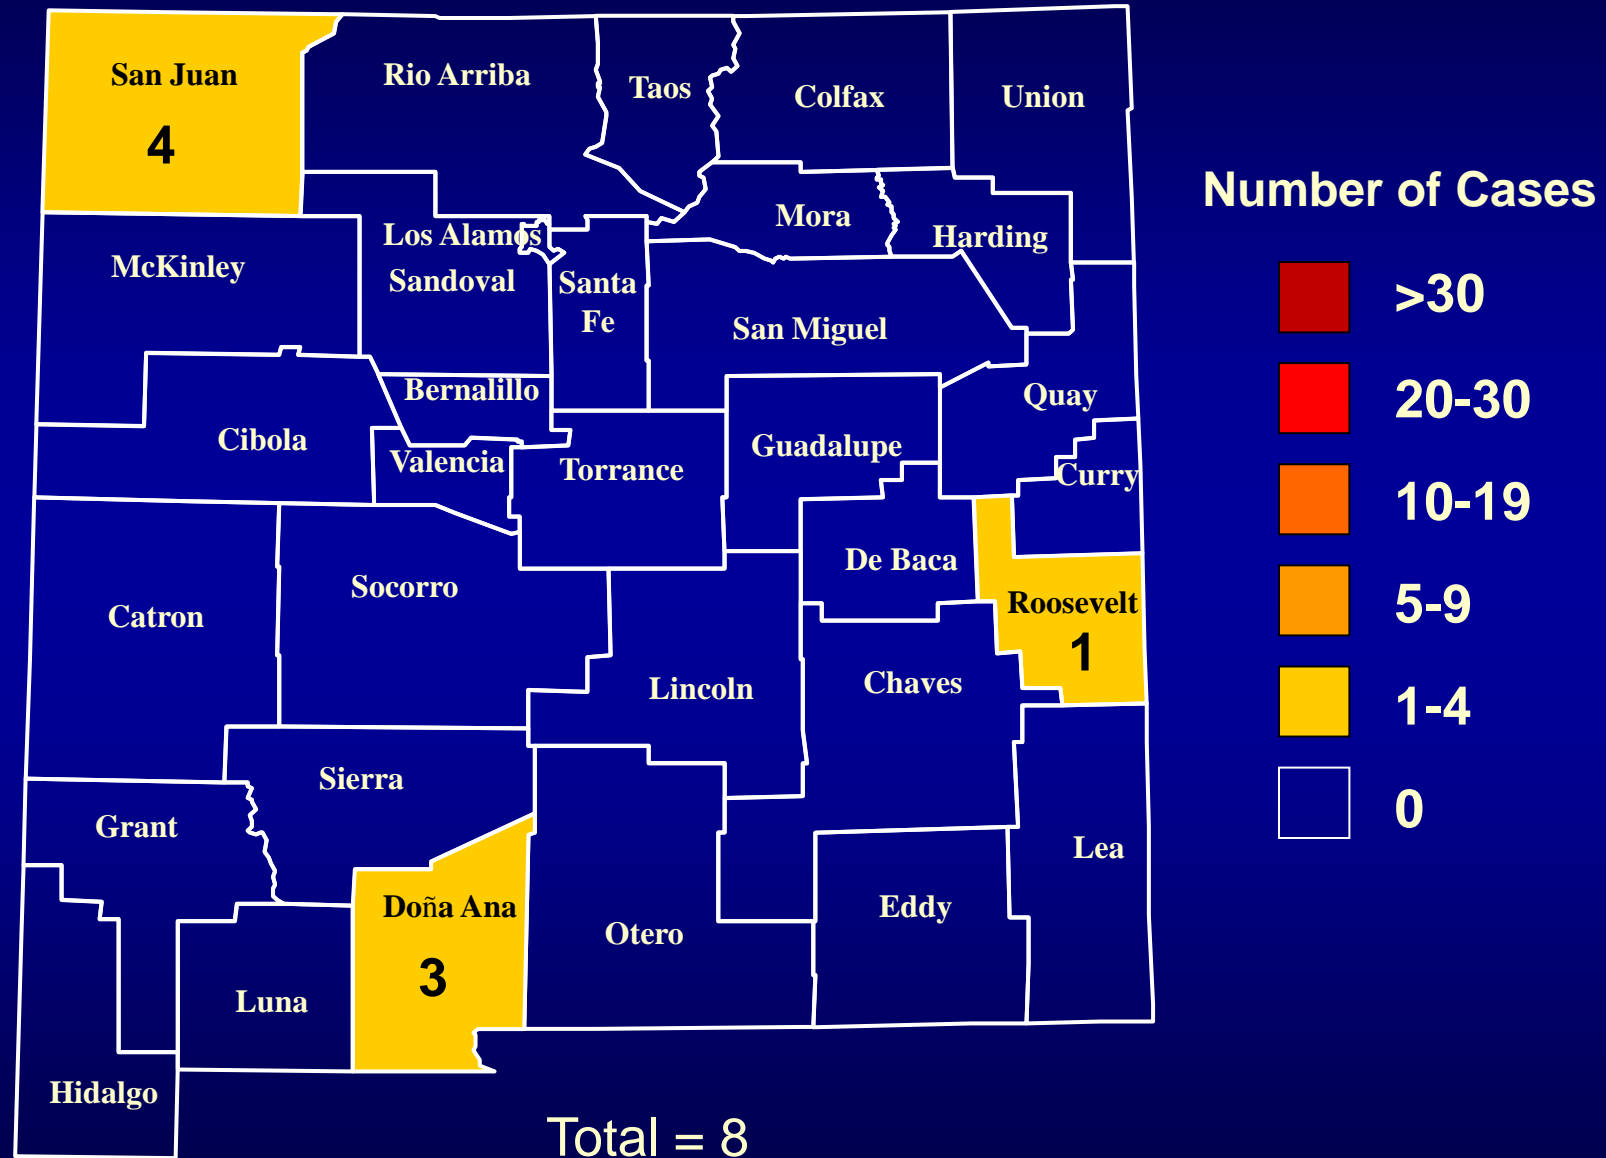 San Juan
4
Rio Arriba
Taos
Colfax
Union
Number of Cases
Mora
Harding
Los Alamos
McKinley
Sandoval
Santa
Fe
San Miguel
>30
20-30
Bernalillo
Quay
Cibola
Valencia
Torrance
Guadalupe
Curry
10-19
De Baca
Socorro
Catron
Roosevelt
1
5-9
Lincoln
Chaves
1-4
Sierra
Grant
0
Lea
Doña Ana
3
Otero
Eddy
Luna
Hidalgo
Total = 8